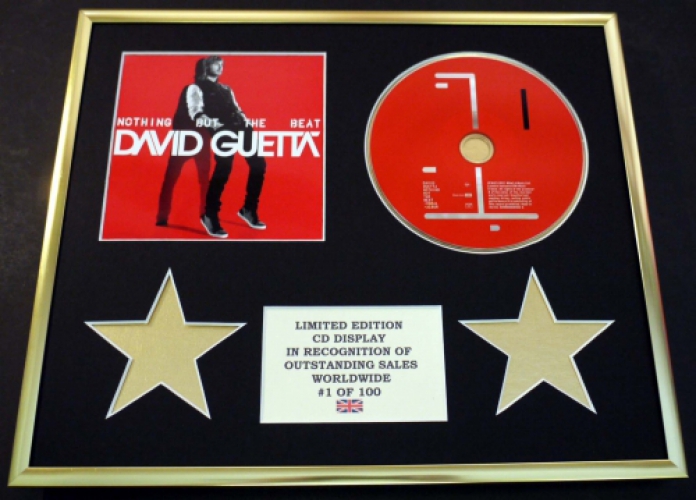 NOTHING BUT THE BEAT
DAVID GUETTA
LIMITED EDITION
CD DISPLAY
IN RECOGNITION OF
OUTSTANDING SALES
WORLDWIDE
#1 OF 100